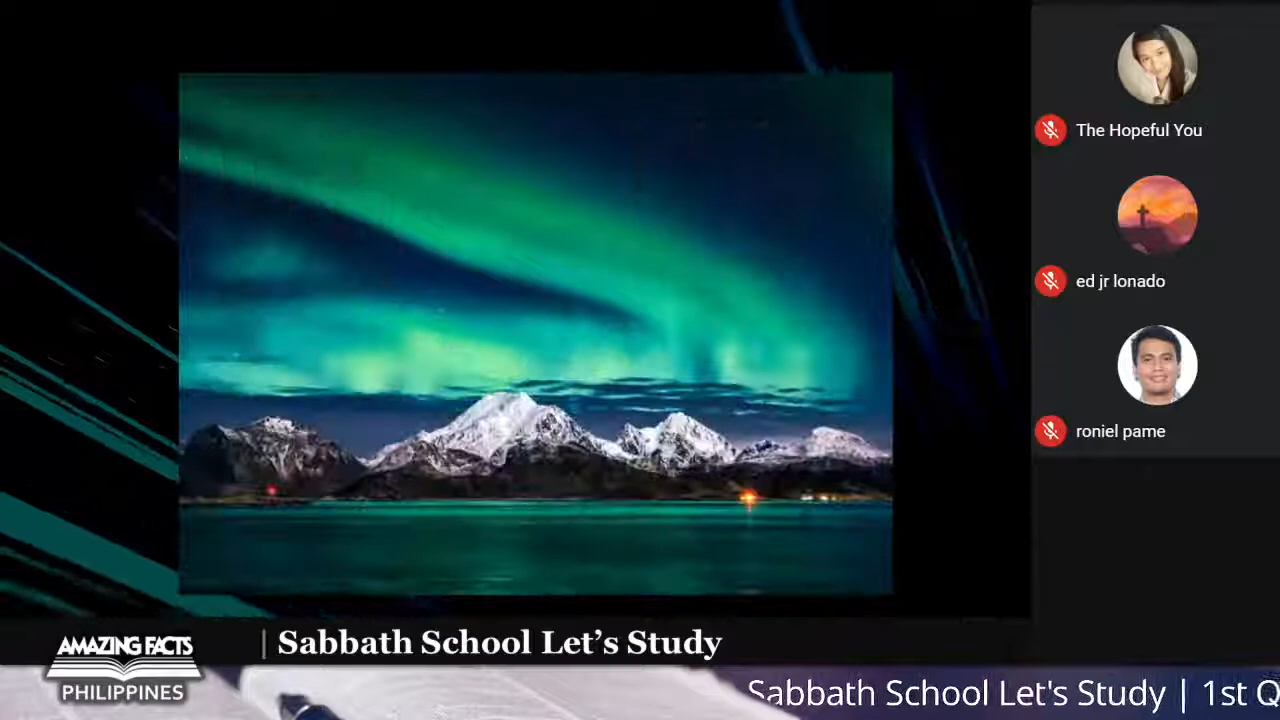 The Hopeful You
ed jr lonado
roniel pame
AMAZING FACTS
PHILIPPINES
| Sabbath School Let’s Study
Sabbath School Let's Study | 1st Q